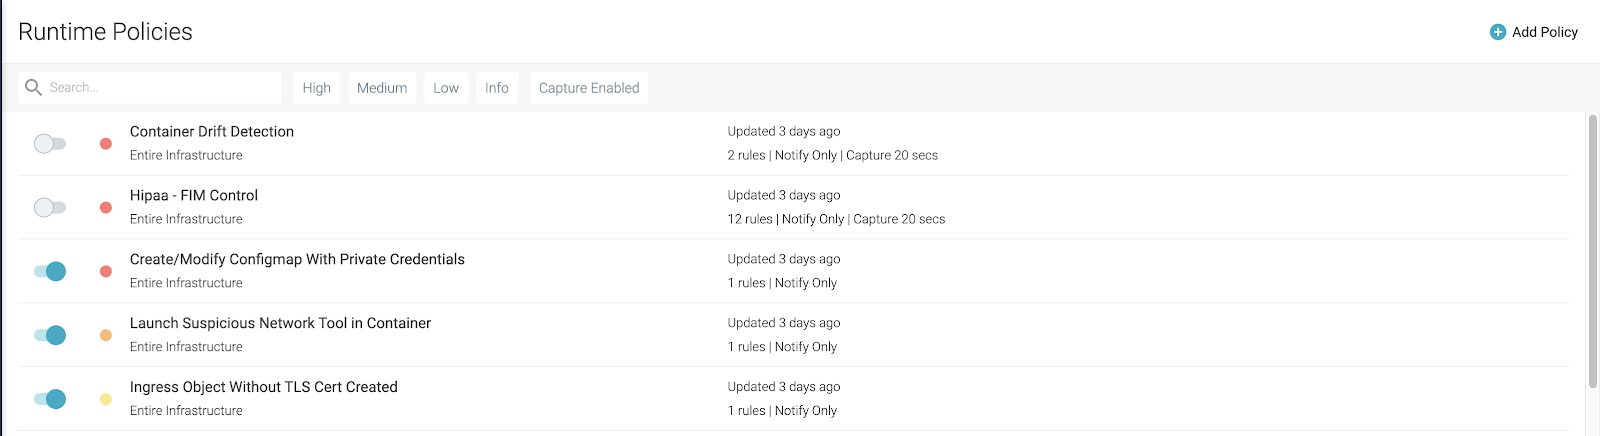 Runtime Policies
Add Policy
Search...
High
Medium
Low
Info
Capture Enabled
Container Drift Detection
Updated 3 days ago
Entire Infrastructure
2 rules | Notify Only | Capture 20 secs
Hipaa - FIM Control
Updated 3 days ago
Entire Infrastructure
12 rules | Notify Only | Capture 20 secs
Create/Modify Configmap With Private Credentials
Updated 3 days ago
Entire Infrastructure
1 rules | Notify Only
Launch Suspicious Network Tool in Container
Updated 3 days ago
Entire Infrastructure
1 rules | Notify Only
Ingress Object Without TLS Cert Created
Updated 3 days ago
Entire Infrastructure
1 rules | Notify Only